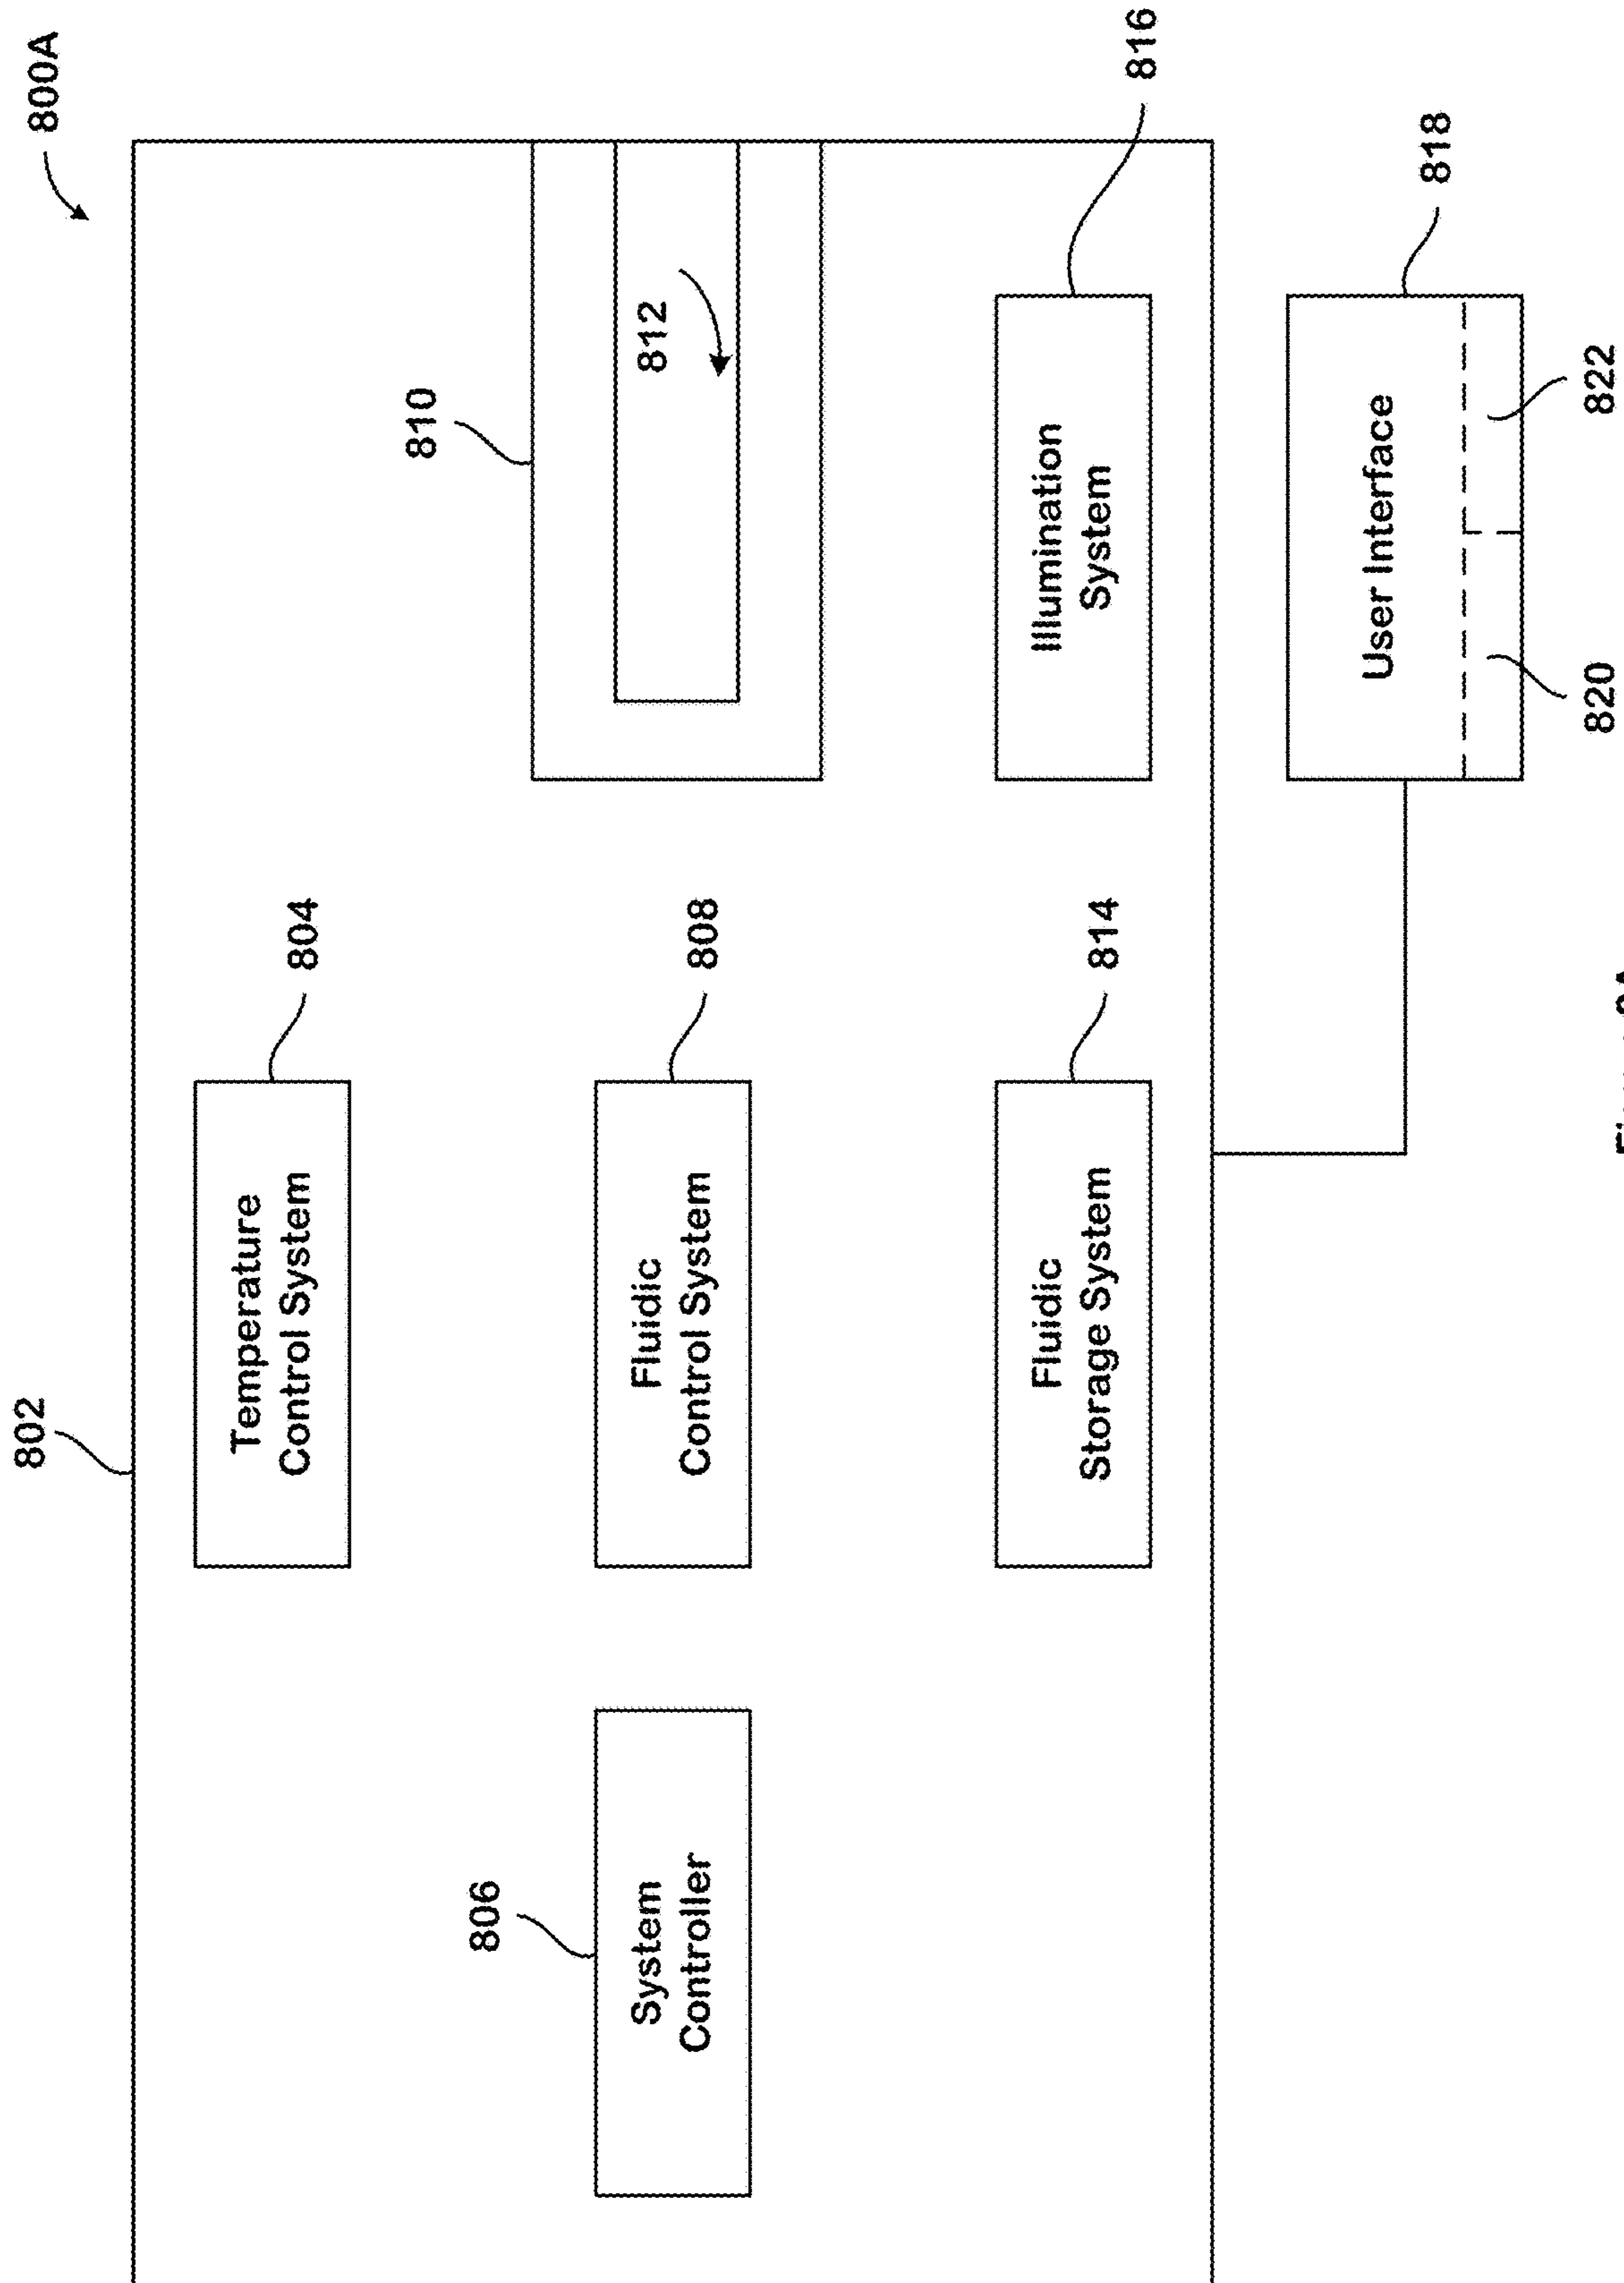 800A
802
Temperature
Control System
804
810
812
806
System
Controller
Fluidic
Control System
808
Fluidic
Storage System
814
Illumination
System
816
User Interface
818
820
822